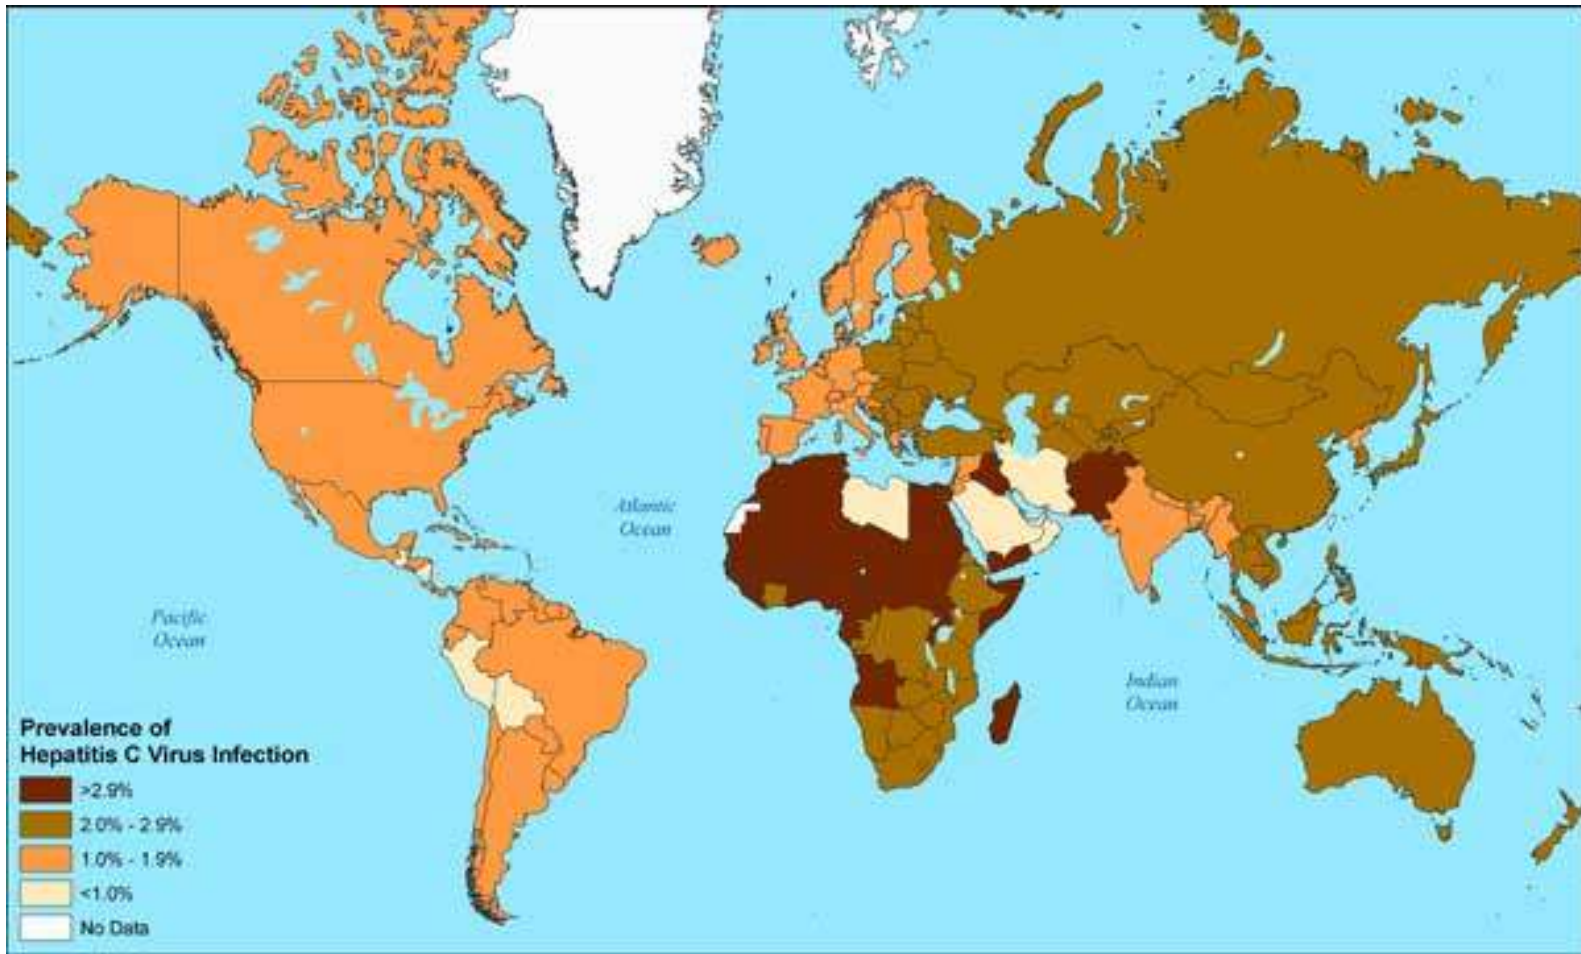 Atlantic
Ocean
Pacific
Ocean
Indian
Ocean
Prevalence of
Hepatitis C Virus Infection
>2.9%
2.0% - 2.9%
1.0% - 1.9%
<1.0%
No Data